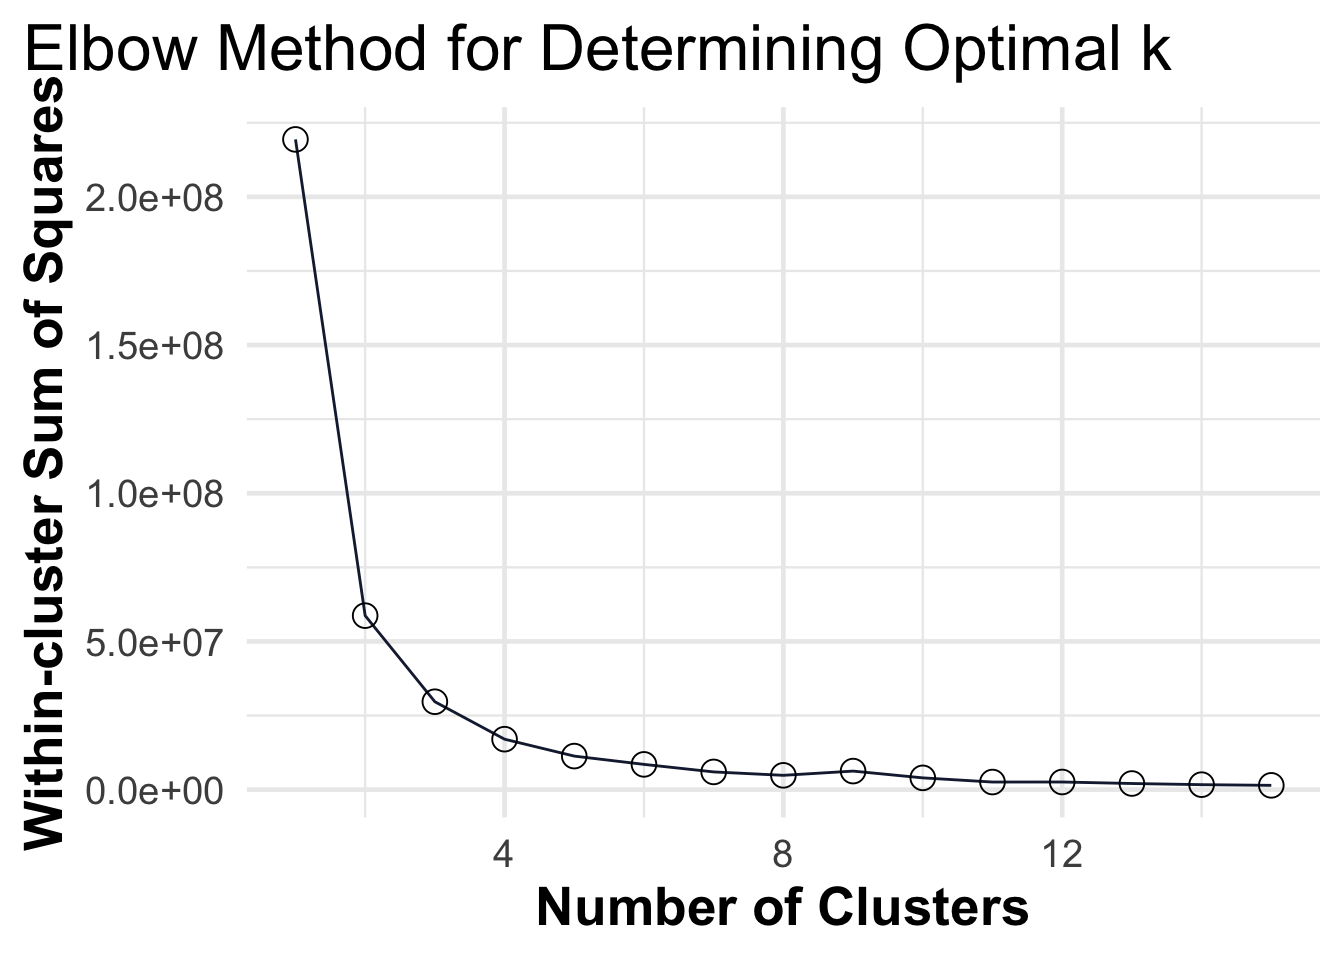 Elbow Method for Determining Optimal k
Within-cluster Sum of Squares
2.0e+08
1.5e+08
1.0e+08
5.0e+07
0.0e+00
4 8 12
Number of Clusters